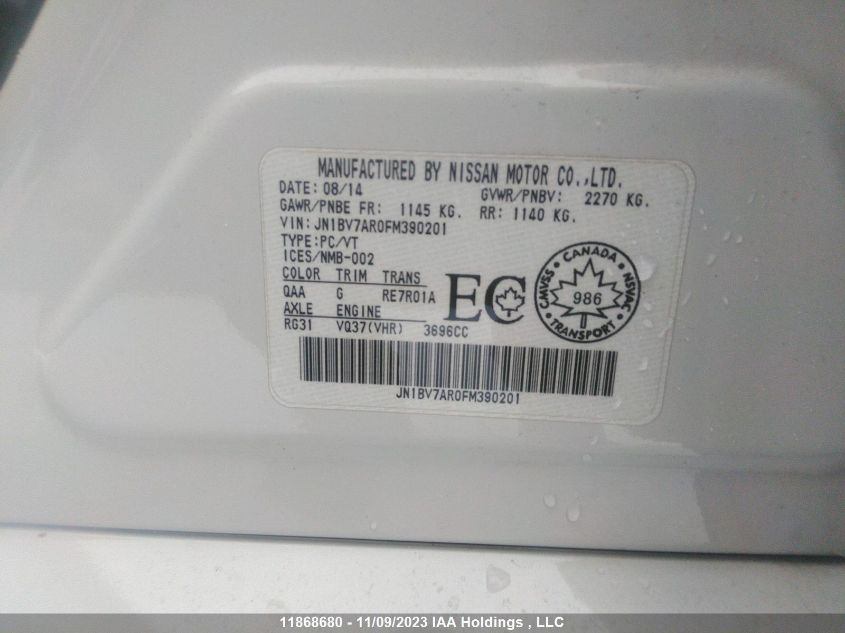 MANUFACTURED BY NISSAN MOTOR CO.,LTD.
DATE: 08/14 GVWR/PNBV: 2270 KG.
GAWR/PNBE FR: 1145 KG. RR: 1140 KG.
VIN: JN1BV7AR0FM390201
TYPE:PC/VT
ICES/NMB-002
COLOR TRIM TRANS
QAA G RE7R01A
AXLE ENGINE
RG31 VQ37(VHR) 3696CC
EC
CANADA
CMVSS 986 NSVAC
TRANSPORT
JN1BV7AR0FM390201
11868680 - 11/09/2023 IAA Holdings , LLC